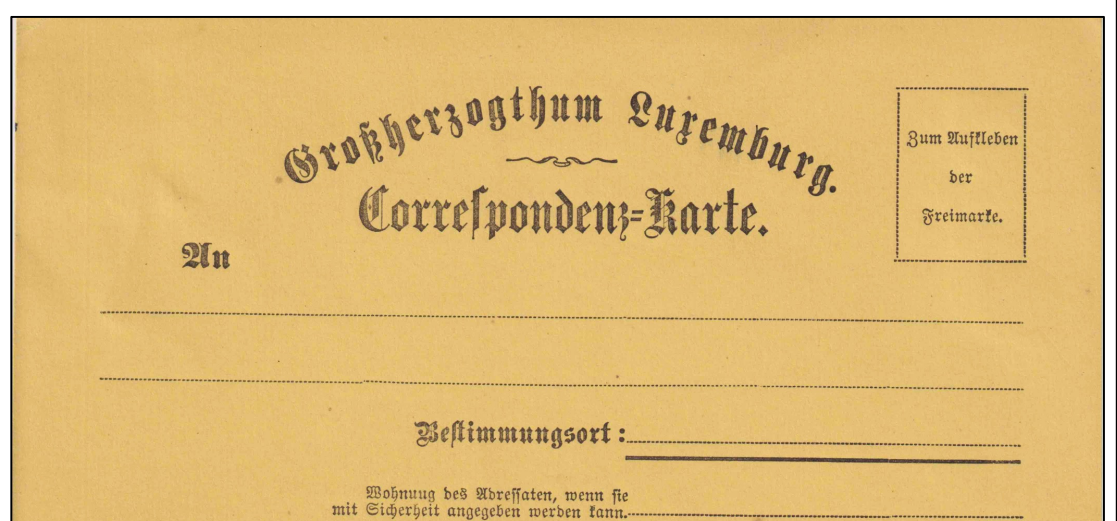 Großherzogthum Luxemburg.
Correspondenz-Karte.
Zum Aufkleben
der
Freimarke.
An
Bestimmungsort:
Wohnuug des Adressaten, wenn sie
mit Sicherheit angegeben werden kann.